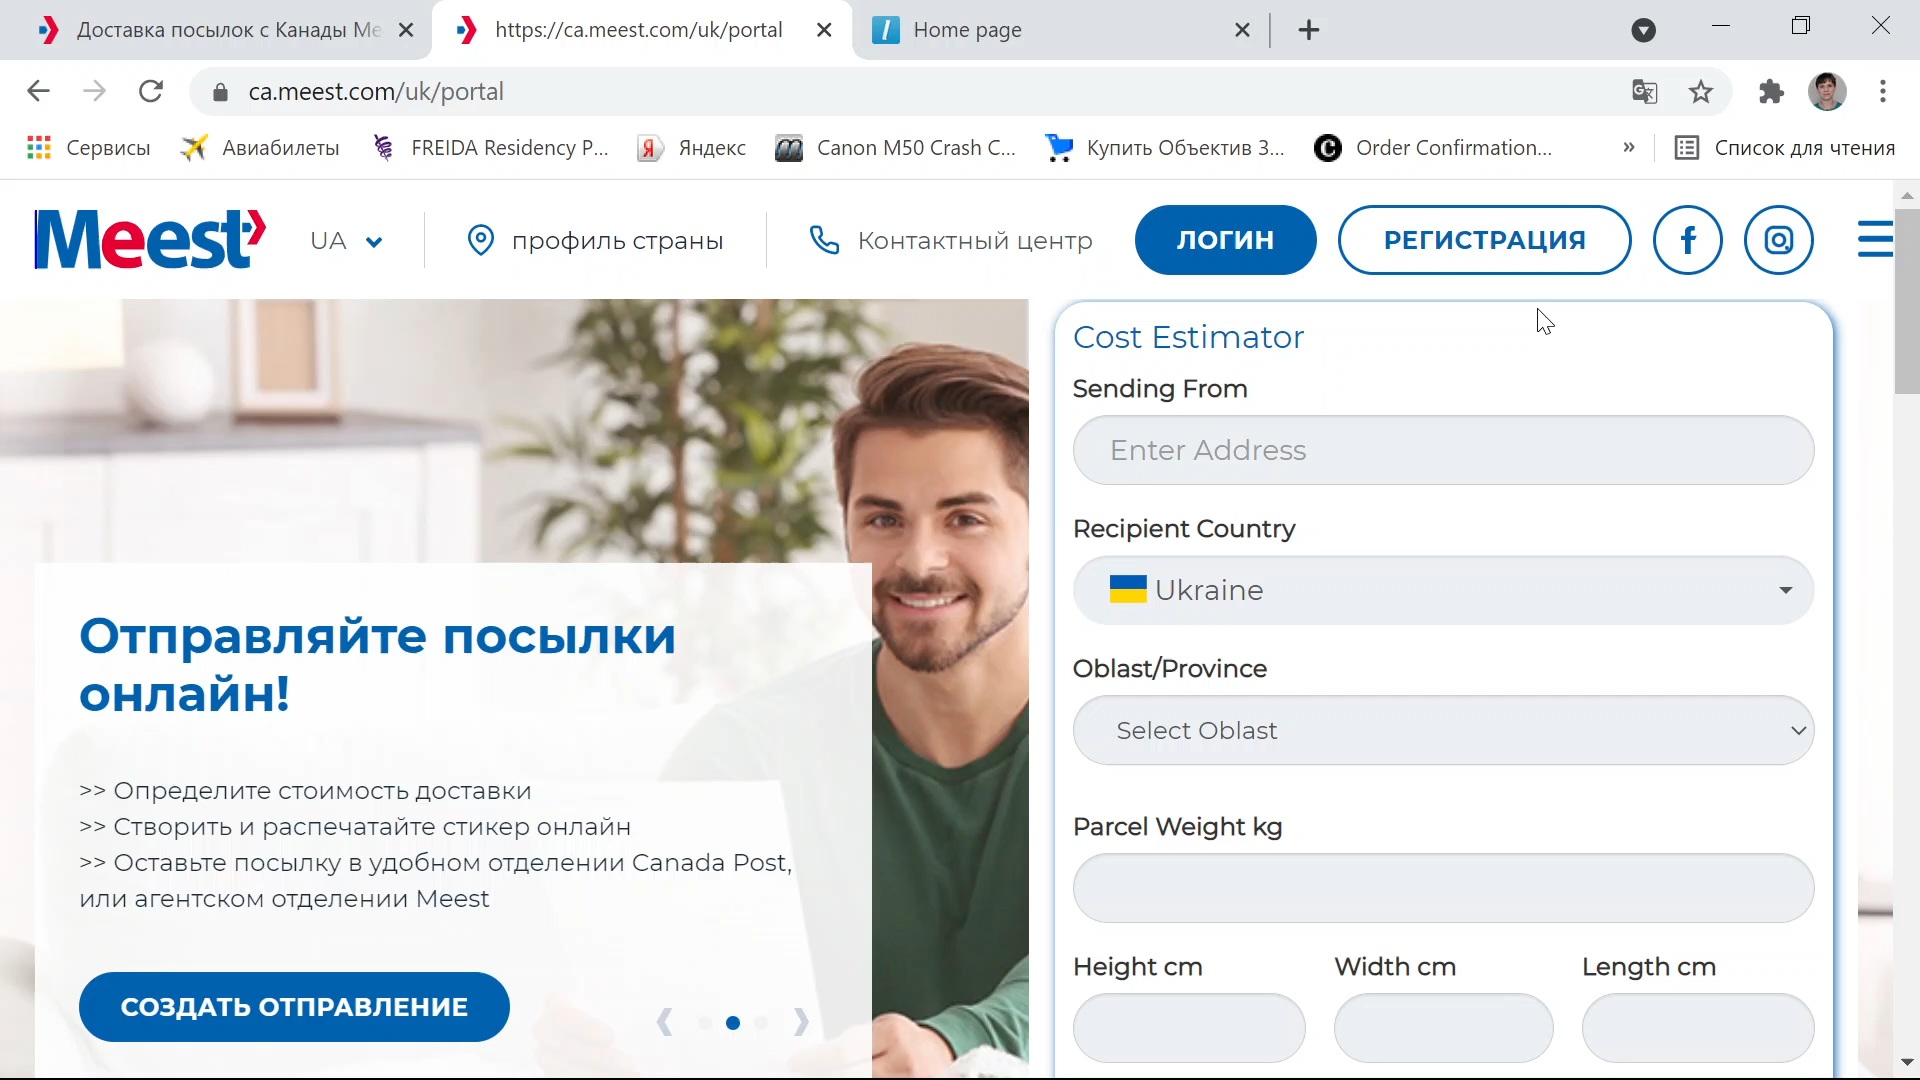 Доставка посылок с Канады Ме
https://ca.meest.com/uk/portal
Home page
ca.meest.com/uk/portal
Сервисы
Авиабилеты
FREIDA Residency P...
Яндекс
Canon M50 Crash C...
Купить Объектив З...
Order Confirmation...
»
Список для чтения
Meest
UA
профиль страны
Контактный центр
ЛОГИН
РЕГИСТРАЦИЯ
Cost Estimator
Sending From
Enter Address
Recipient Country
Ukraine
Oblast/Province
Select Oblast
Parcel Weight kg
Height cm
Width cm
Length cm
Отправляйте посылки
онлайн!
>> Определите стоимость доставки
>> Створить и распечатайте стикер онлайн
>> Оставьте посылку в удобном отделении Canada Post,
или агентском отделении Meest
СОЗДАТЬ ОТПРАВЛЕНИЕ